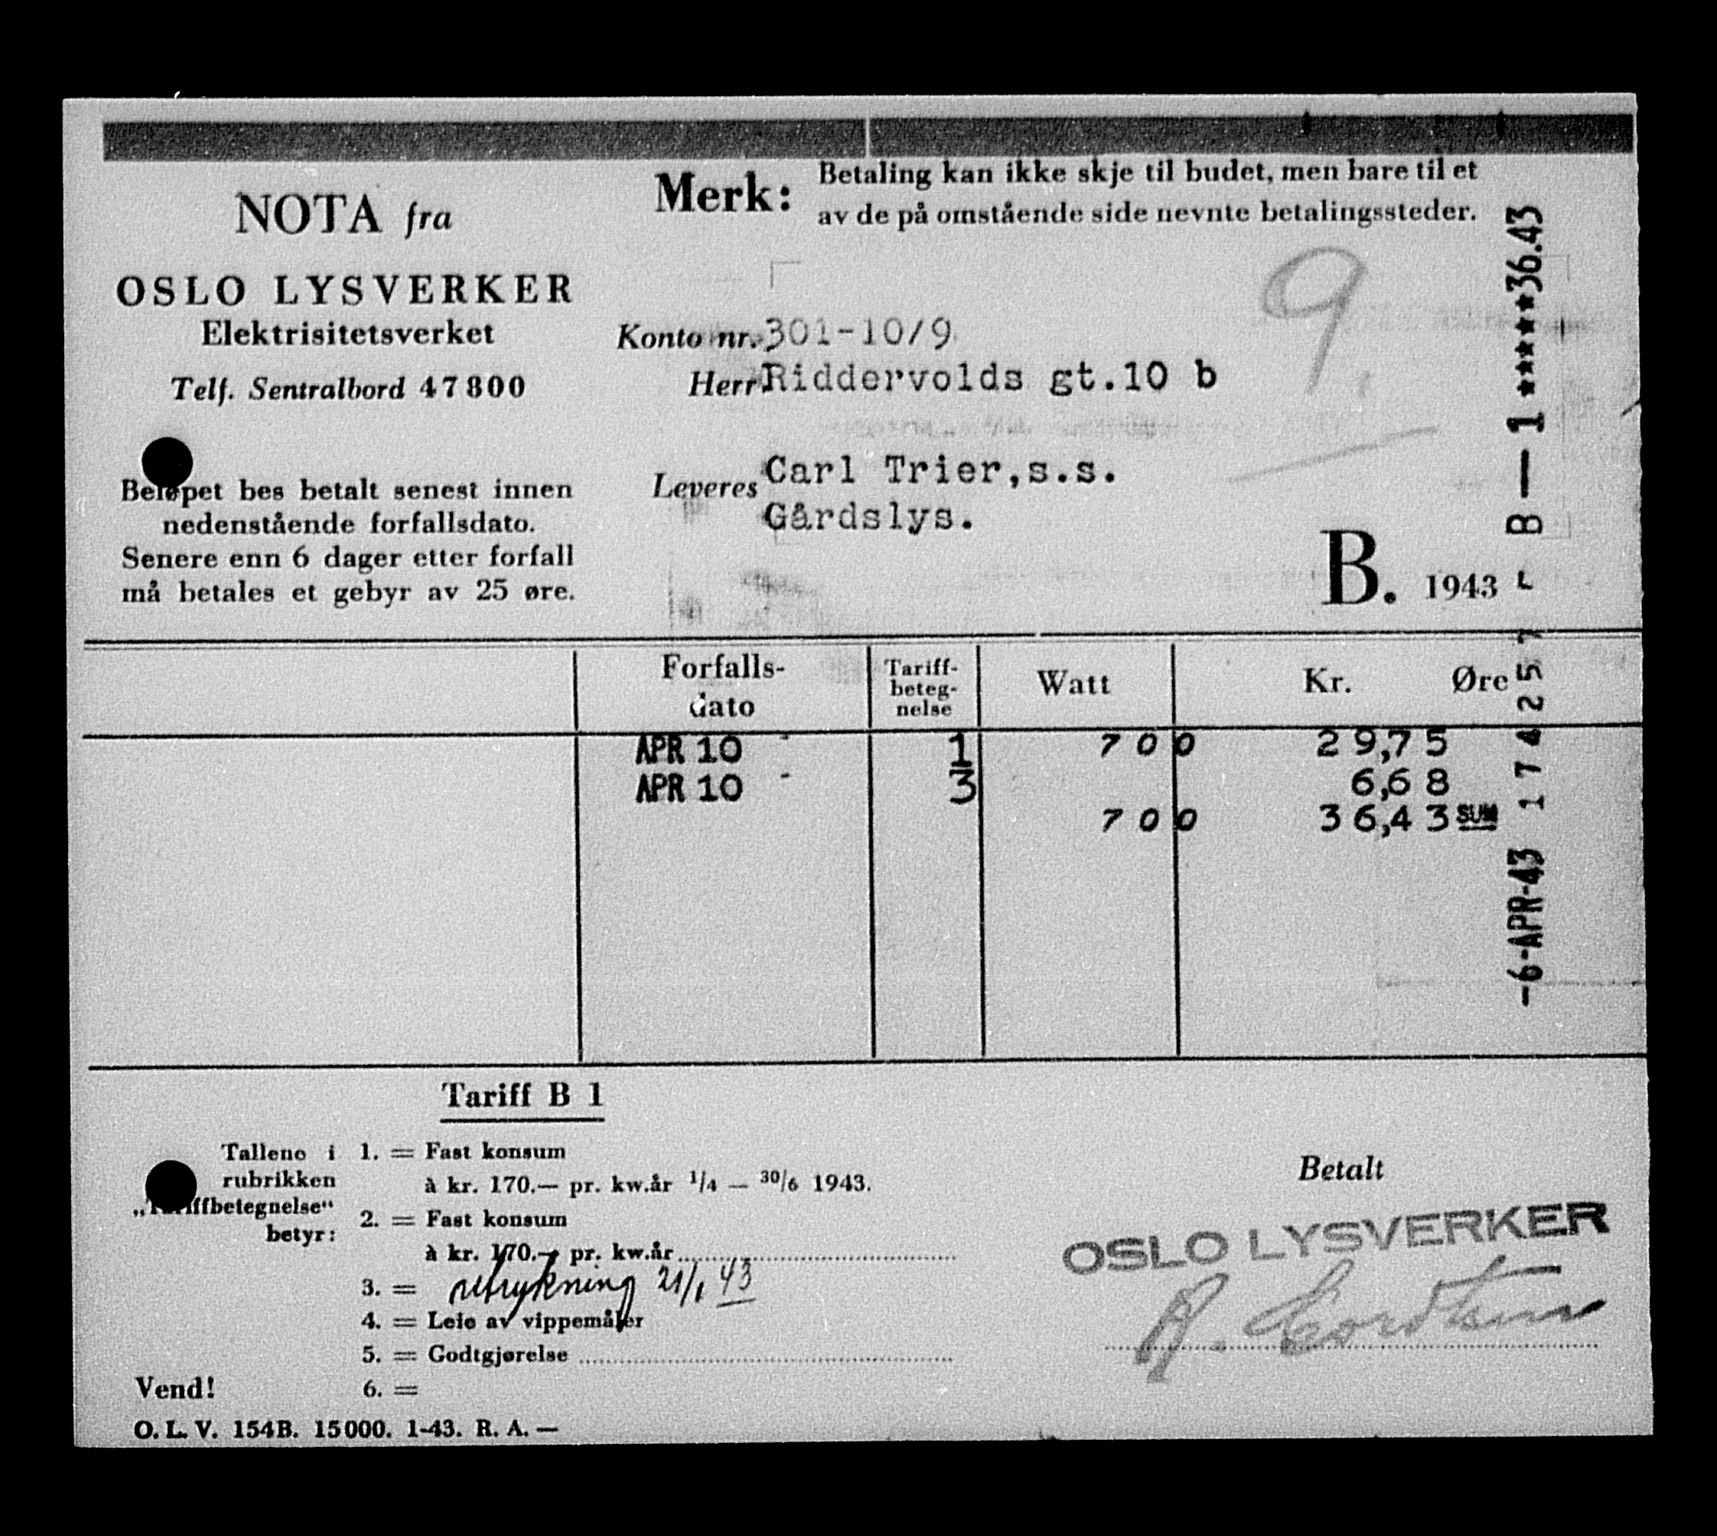 NOTA fra
OSLO LYSVERKER
Elektrisitetsverket
Telf. Sentralbord 47800
Beløpet bes betalt senest innen
nedenstående forfallsdato.
Senere enn 6 dager etter forfall
må betales et gebyr av 25 øre.
Merk: Betaling kan ikke skje til budet, men bare til et
av de på omstående side nevnte betalingssteder.
9.
Konto nr. 301-10/9
Herr Riddervolds gt.10 b
Leveres Carl Trier,s.s.
Gårdslys.
B. 1943
Forfalls-
dato
Tariff-
beteg-
nelse
Watt
Kr. Øre
APR 10 1 700 29,75
APR 10 3 6,68
700 36,43 SUM
-6-APR-43 174257 L B—1*****36.43
Tariff B 1
Tallene i
rubrikken
„Tariffbetegnelse“
betyr:
1. = Fast konsum
à kr. 170.— pr. kw.år 1/4 — 30/6 1943.
2. = Fast konsum
à kr. 170.— pr. kw.år
3. = 21/1 43
4. = Leie av vippemåler
5. = Godtgjørelse
6. =
Vend!
O. L. V. 154B. 15000. 1-43. R. A. —
Betalt
OSLO LYSVERKER